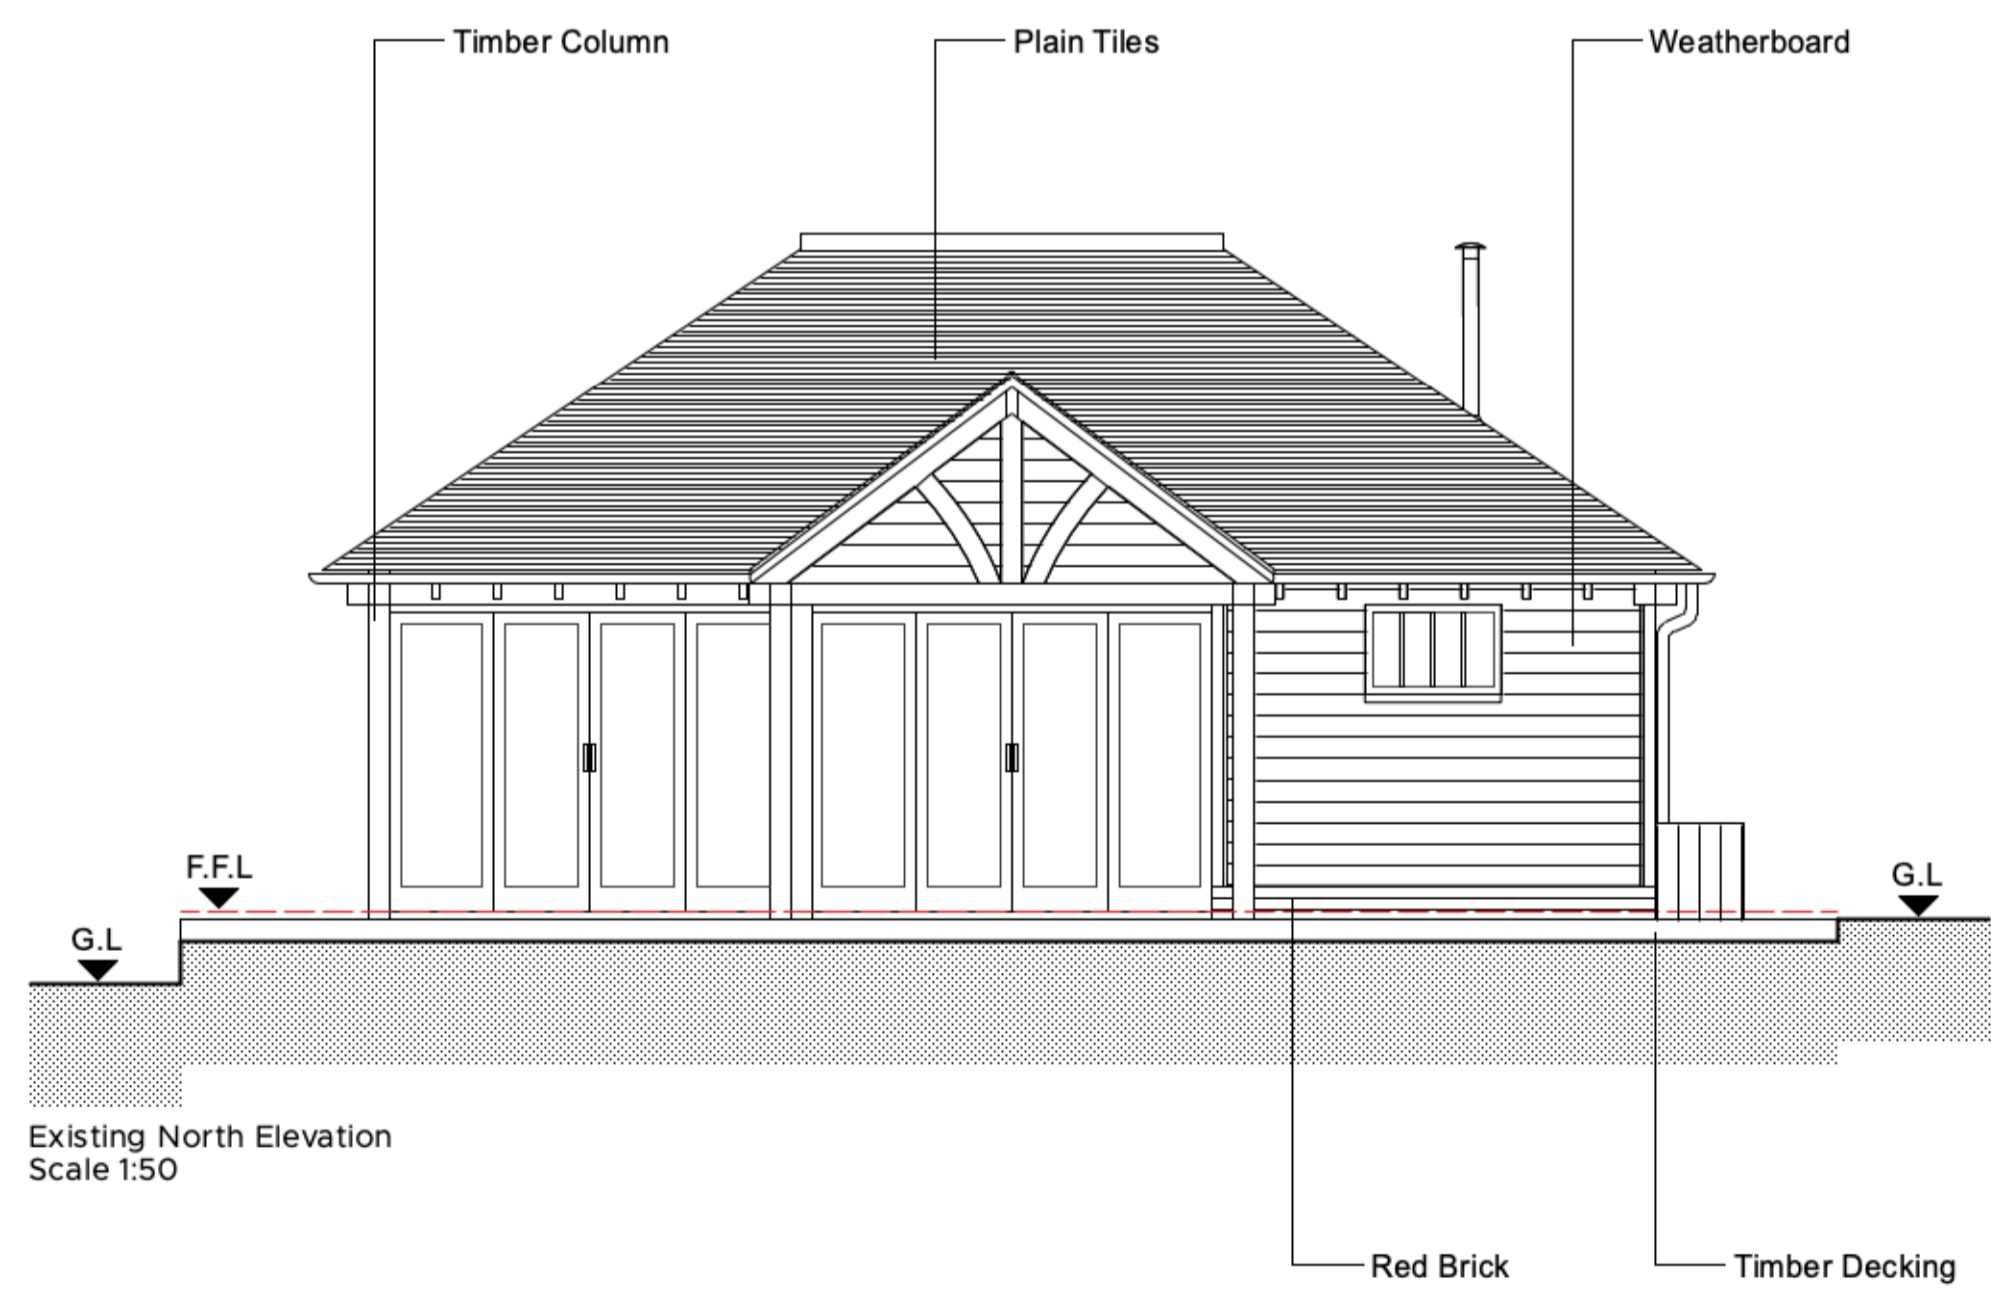 Timber Column
Plain Tiles
Weatherboard
F.F.L
G.L
G.L
Existing North Elevation
Scale 1:50
Red Brick
Timber Decking